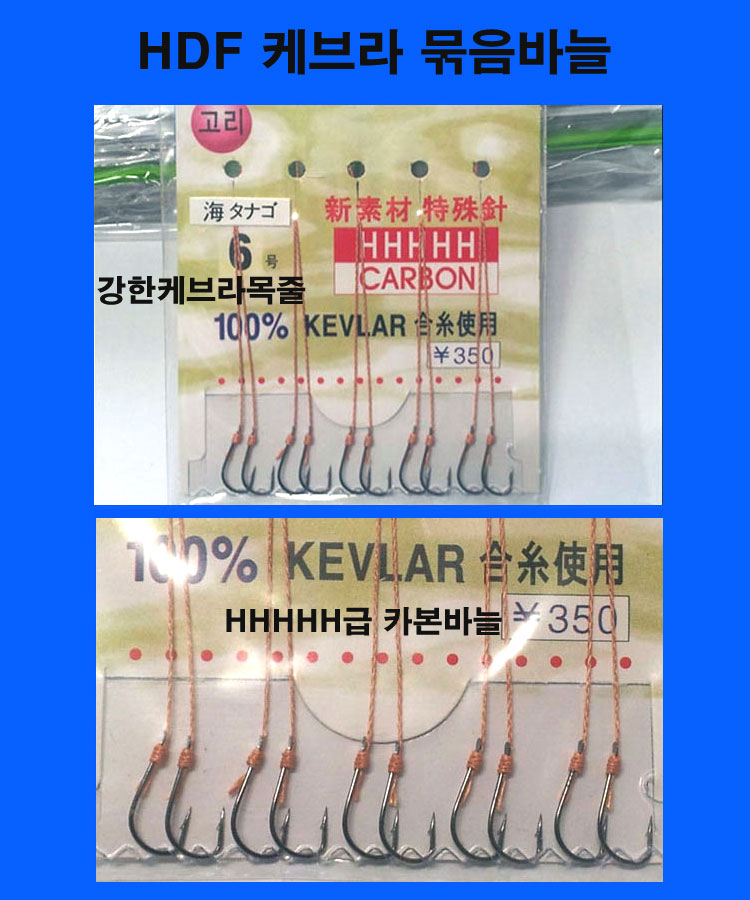 HDF 케브라 묶음바늘
고리
海タナゴ
新素材 特殊針
6号
HHHHH
CARBON
강한케브라목줄
100% KEVLAR 合糸使用
¥350
100% KEVLAR 合糸使用
HHHHH급 카본바늘
¥350